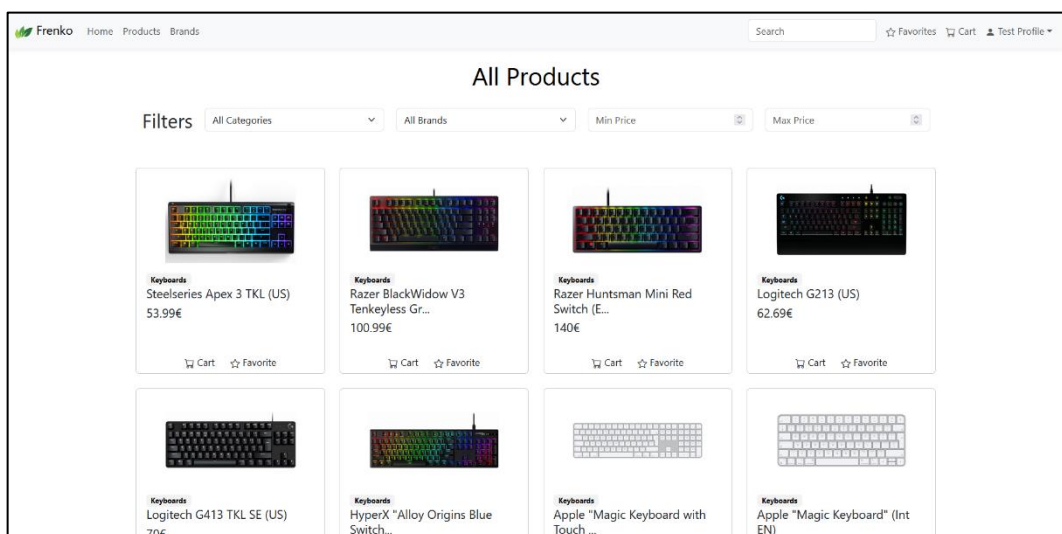 Frenko Home Products Brands Search Favorites Cart Test Profile
All Products
Filters All Categories All Brands Min Price Max Price
Keyboards
Steelseries Apex 3 TKL (US)
53.99€
Cart Favorite
Keyboards
Razer BlackWidow V3
Tenkeyless Gr...
100.99€
Cart Favorite
Keyboards
Razer Huntsman Mini Red
Switch (E...
140€
Cart Favorite
Keyboards
Logitech G213 (US)
62.69€
Cart Favorite
Keyboards
Logitech G413 TKL SE (US)
Keyboards
HyperX "Alloy Origins Blue
Switch...
Keyboards
Apple "Magic Keyboard with
Touch ...
Keyboards
Apple "Magic Keyboard" (Int
EN)